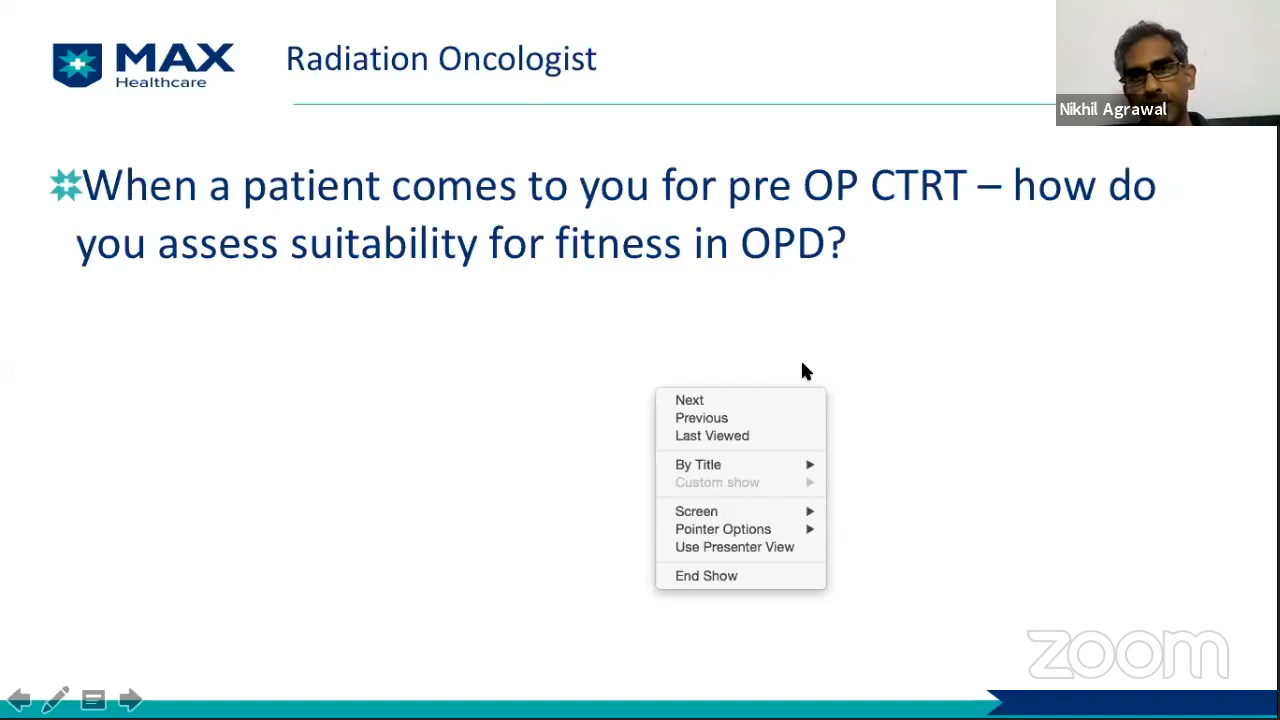 MAX
Healthcare
Radiation Oncologist
Nikhil Agrawal
When a patient comes to you for pre OP CTRT – how do
you assess suitability for fitness in OPD?
Next
Previous
Last Viewed
By Title
Custom show
Screen
Pointer Options
Use Presenter View
End Show
zoom